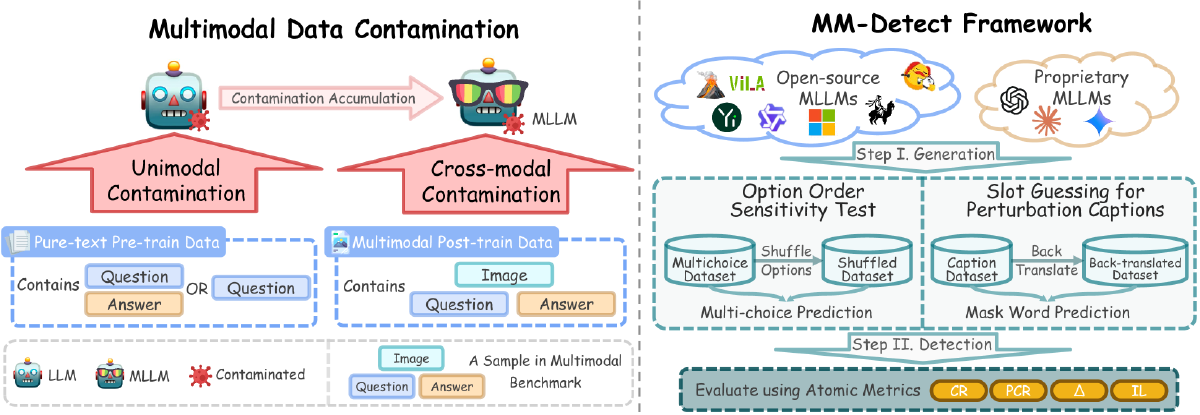 Multimodal Data Contamination
Contamination Accumulation
MLLM
Unimodal
Contamination
Cross-modal
Contamination
Pure-text Pre-train Data
Contains
Question
Answer
OR
Question
Multimodal Post-train Data
Contains
Image
Question
Answer
LLM
MLLM
Contaminated
Image
Question
Answer
A Sample in Multimodal
Benchmark
MM-Detect Framework
ViLA
Open-source
MLLMs
Yi
Proprietary
MLLMs
Step I. Generation
Option Order
Sensitivity Test
Multichoice
Dataset
Shuffle
Options
Shuffled
Dataset
Multi-choice Prediction
Slot Guessing for
Perturbation Captions
Caption
Dataset
Back
Translate
Back-translated
Dataset
Mask Word Prediction
Step II. Detection
Evaluate using Atomic Metrics
CR
PCR
Δ
IL